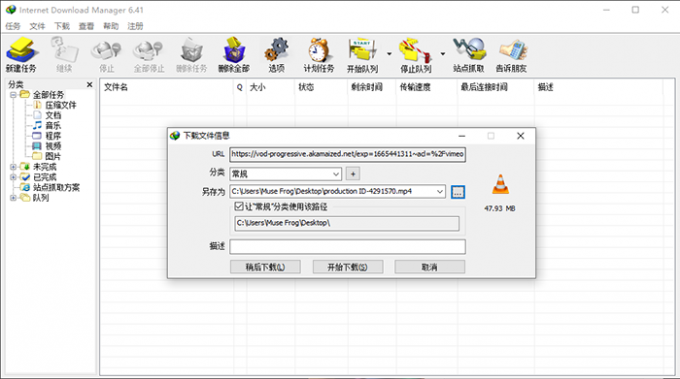 Internet Download Manager 6.41
任务 文件 下载 查看 帮助 注册
新建任务 继续 停止 全部停止 删除任务 删除全部 选项 计划任务 开始队列 停止队列 站点抓取 告诉朋友
分类
文件名 Q 大小 状态 剩余时间 传输速度 最后连接时间 描述
全部任务
压缩文件
文档
音乐
程序
视频
图片
未完成
已完成
站点抓取方案
队列
下载文件信息
URL https://vod-progressive.akamaized.net/exp=1665441311~ad=%2Fvimeo
分类 常规 +
另存为 C:\Users\Muse Frog\Desktop\production ID-4291570.mp4 ...
让"常规"分类使用该路径
C:\Users\Muse Frog\Desktop\
47.93 MB
描述
稍后下载(L) 开始下载(S) 取消